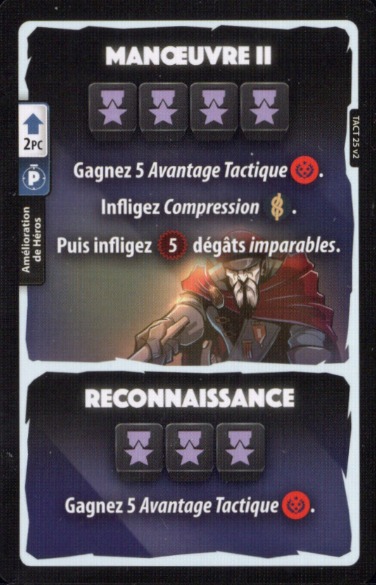 MANŒUVRE II
2PC
P
Amélioration
de Héros
TACT 25 v2
Gagnez 5 Avantage Tactique .
Infligez Compression .
Puis infligez 5 dégâts imparables.
RECONNAISSANCE
Gagnez 5 Avantage Tactique .